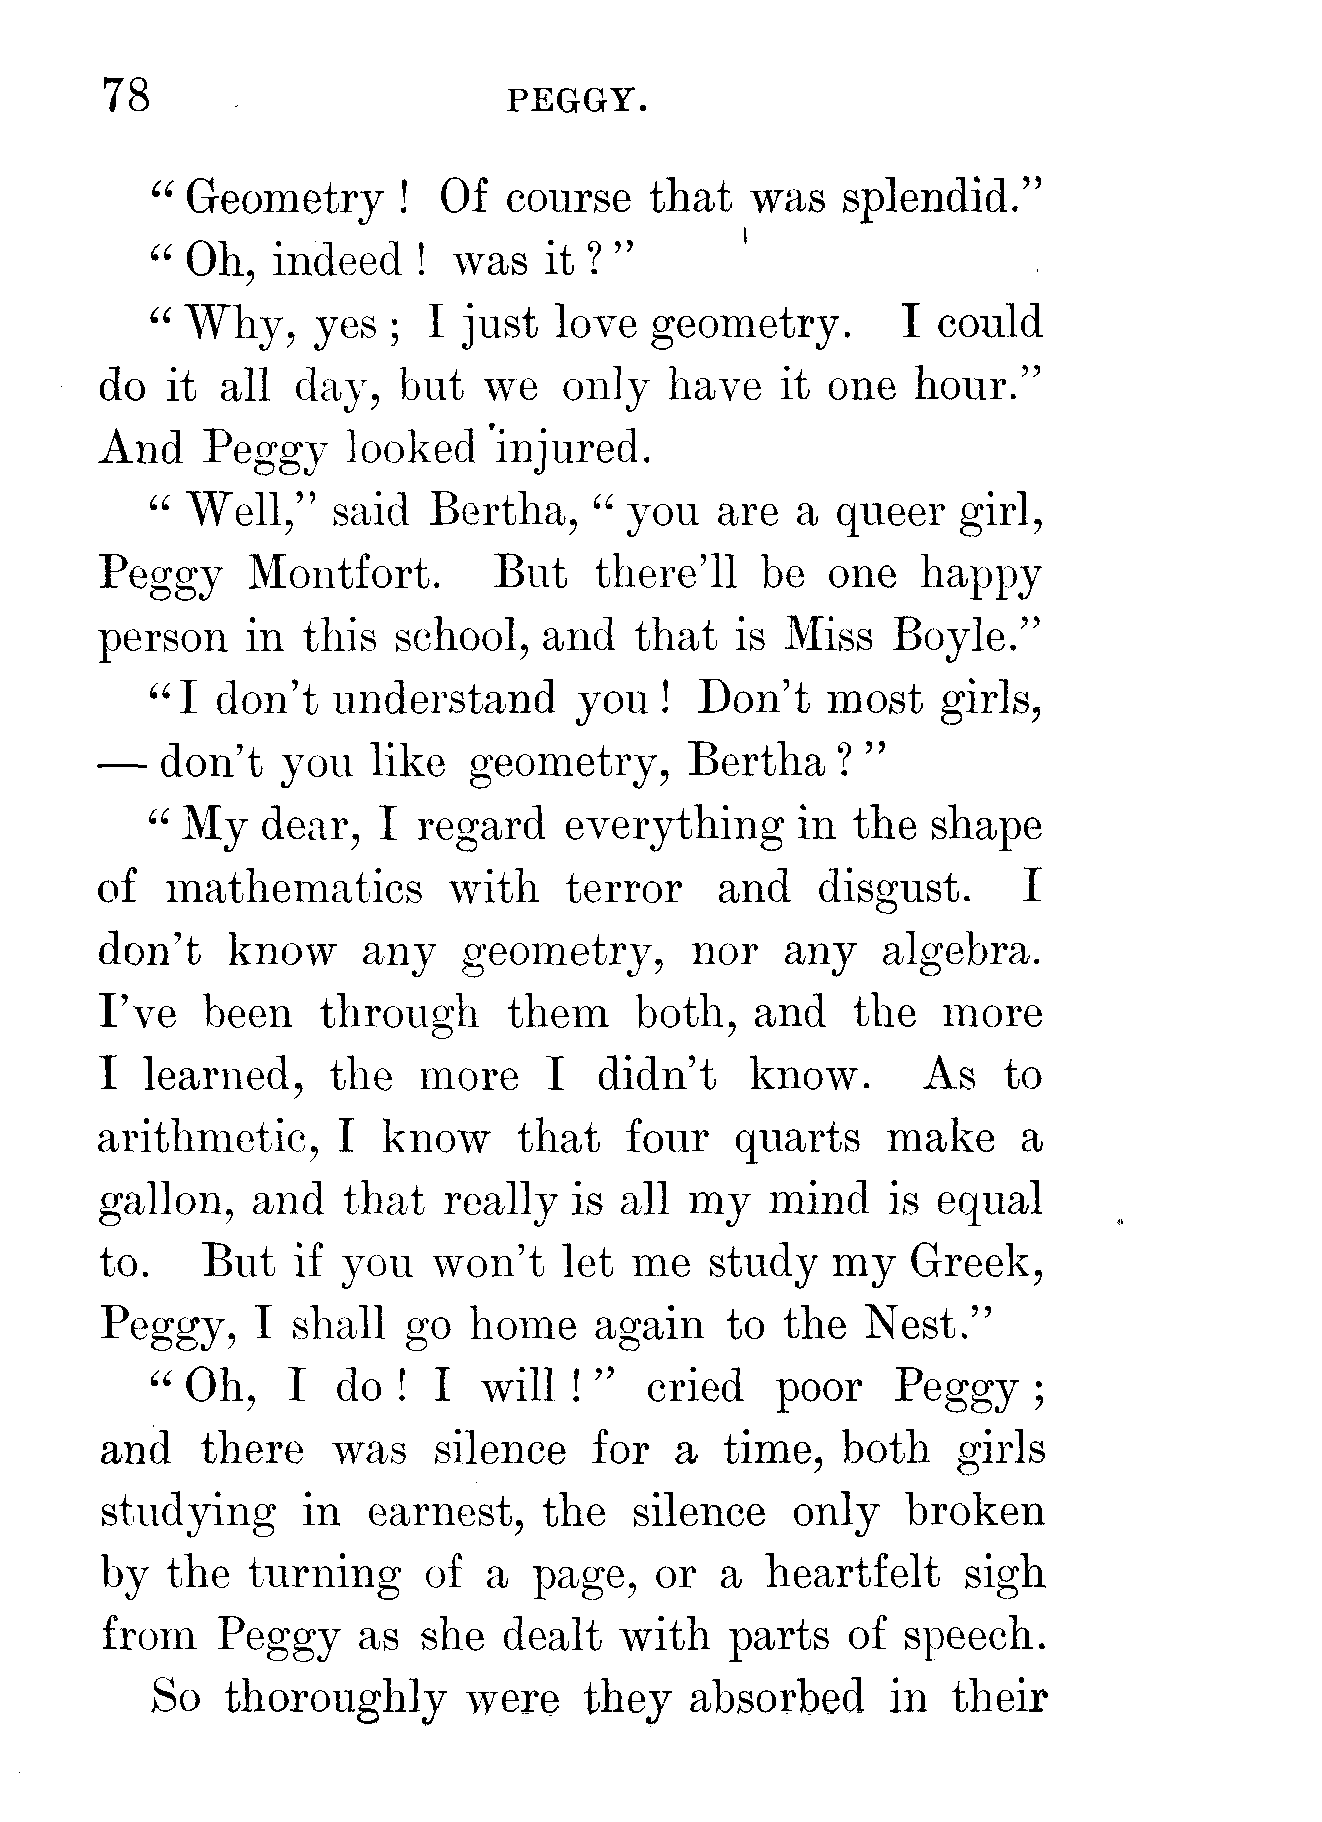 78 PEGGY.
“Geometry! Of course that was splendid.”
“Oh, indeed! was it?”
“Why, yes; I just love geometry. I could
do it all day, but we only have it one hour.”
And Peggy looked injured.
“Well,” said Bertha, “you are a queer girl,
Peggy Montfort. But there’ll be one happy
person in this school, and that is Miss Boyle.”
“I don’t understand you! Don’t most girls,
— don’t you like geometry, Bertha?”
“My dear, I regard everything in the shape
of mathematics with terror and disgust. I
don’t know any geometry, nor any algebra.
I’ve been through them both, and the more
I learned, the more I didn’t know. As to
arithmetic, I know that four quarts make a
gallon, and that really is all my mind is equal
to. But if you won’t let me study my Greek,
Peggy, I shall go home again to the Nest.”
“Oh, I do! I will!” cried poor Peggy;
and there was silence for a time, both girls
studying in earnest, the silence only broken
by the turning of a page, or a heartfelt sigh
from Peggy as she dealt with parts of speech.
So thoroughly were they absorbed in their